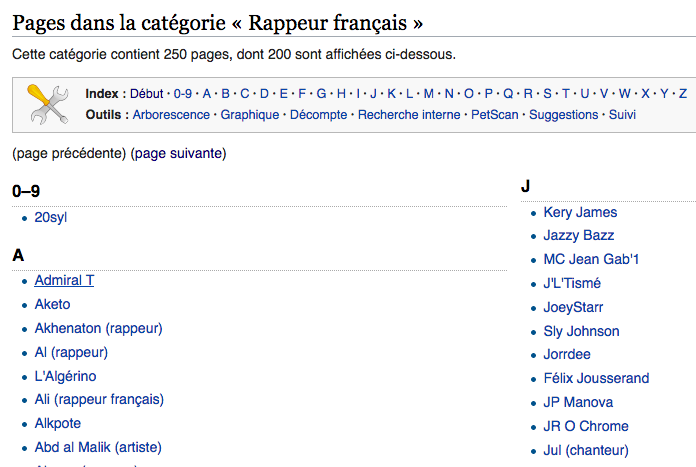 Pages dans la catégorie « Rappeur français »
Cette catégorie contient 250 pages, dont 200 sont affichées ci-dessous.
Index : Début · 0-9 · A · B · C · D · E · F · G · H · I · J · K · L · M · N · O · P · Q · R · S · T · U · V · W · X · Y · Z
Outils : Arborescence · Graphique · Décompte · Recherche interne · PetScan · Suggestions · Suivi
(page précédente) (page suivante)
0–9
• 20syl
A
• Admiral T
• Aketo
• Akhenaton (rappeur)
• Al (rappeur)
• L'Algérino
• Ali (rappeur français)
• Alkpote
• Abd al Malik (artiste)
J
• Kery James
• Jazzy Bazz
• MC Jean Gab'1
• J'L'Tismé
• JoeyStarr
• Sly Johnson
• Jorrdee
• Félix Jousserand
• JP Manova
• JR O Chrome
• Jul (chanteur)